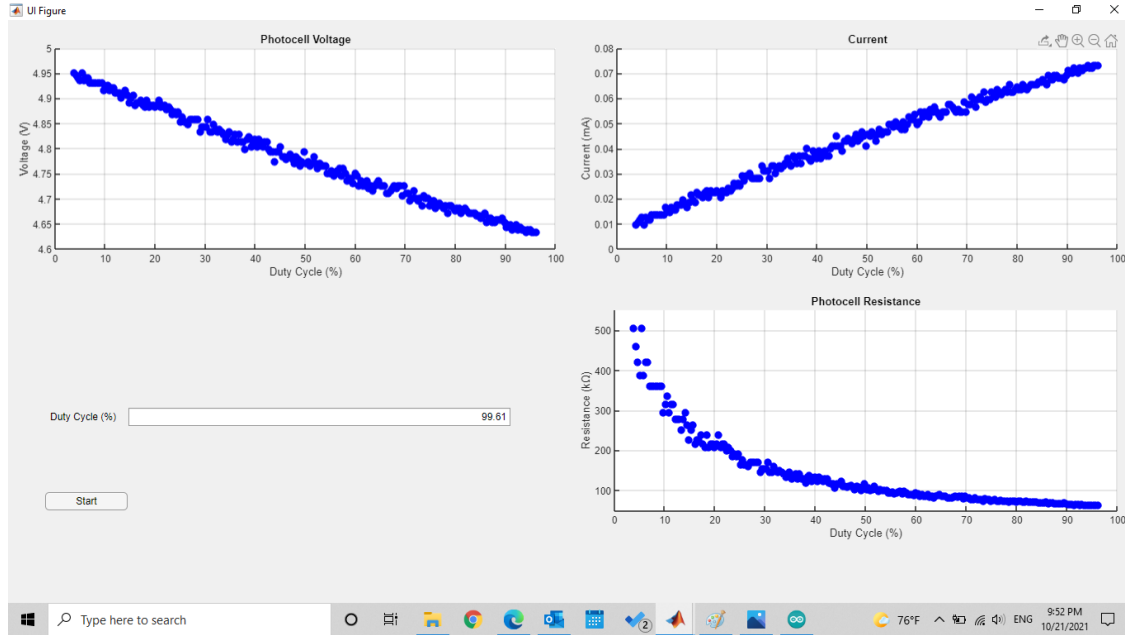 UI Figure
Photocell Voltage
5
4.95
4.9
4.85
4.8
4.75
4.7
4.65
4.6
Voltage (V)
0 10 20 30 40 50 60 70 80 90 100
Duty Cycle (%)
Current
0.08
0.07
0.06
0.05
0.04
0.03
0.02
0.01
0
Current (mA)
0 10 20 30 40 50 60 70 80 90 100
Duty Cycle (%)
Photocell Resistance
500
400
300
200
100
Resistance (kΩ)
0 10 20 30 40 50 60 70 80 90 100
Duty Cycle (%)
Duty Cycle (%) 99.61
Start
Type here to search
2
76°F ENG
9:52 PM
10/21/2021